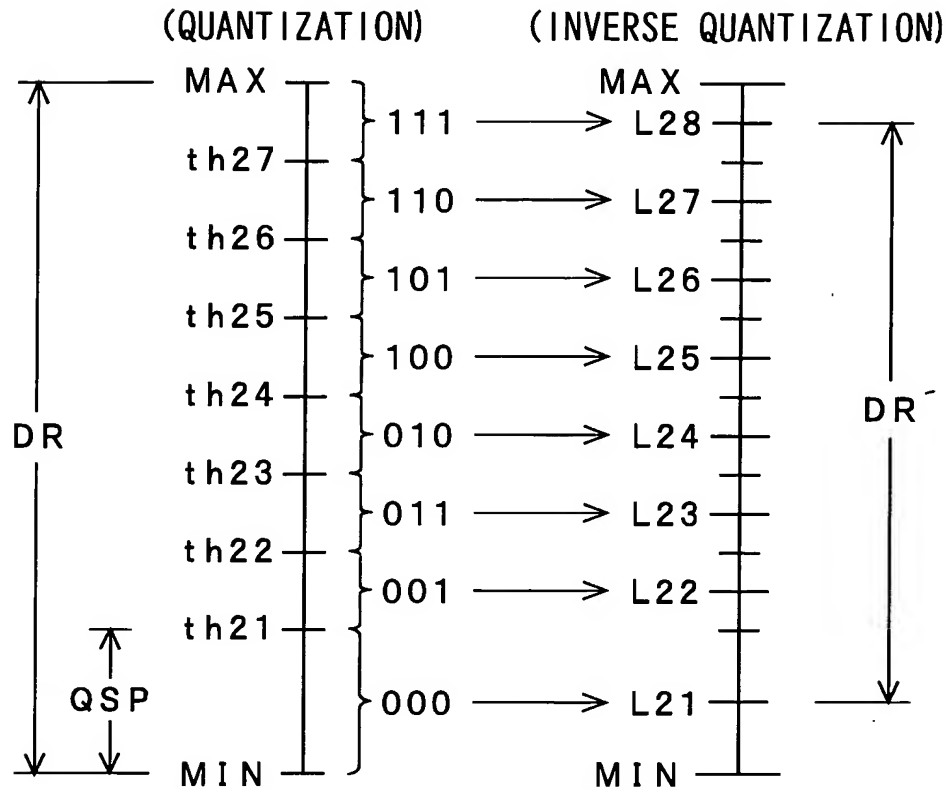 (QUANTIZATION) (INVERSE QUANTIZATION)
MAX MAX
111 L28
th27
110 L27
th26
101 L26
th25
100 L25
th24
DR 010 L24 DR´
th23
011 L23
th22
001 L22
th21
QSP 000 L21
MIN MIN